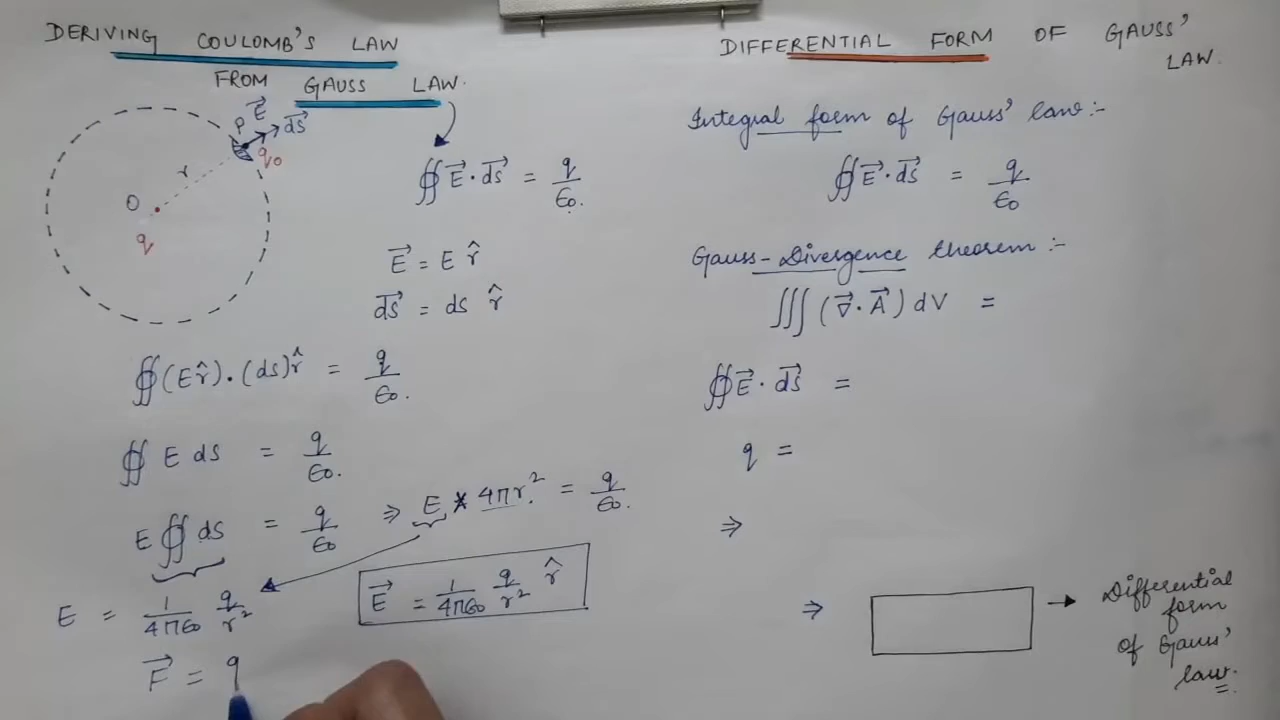 DERIVING COULOMB'S LAW
FROM GAUSS LAW.
P E⃗ ds⃗
q₀
r
O
q
∯ E⃗ · ds⃗ = q/ε₀.
E⃗ = E r̂
ds⃗ = ds r̂
∯ (E r̂) · (ds) r̂ = q/ε₀.
∯ E ds = q/ε₀.
E ∯ ds = q/ε₀ ⇒ E * 4πr² = q/ε₀.
E = 1/4πε₀ q/r²
E⃗ = 1/4πε₀ q/r² r̂
F⃗ = q
DIFFERENTIAL FORM OF GAUSS'
LAW.
Integral form of Gauss' law:-
∯ E⃗ · ds⃗ = q/ε₀
Gauss-Divergence theorem:-
∭ (∇⃗ · A⃗) dV =
∯ E⃗ · ds⃗ =
q =
⇒
⇒ → Differential
form
of Gauss'
law.